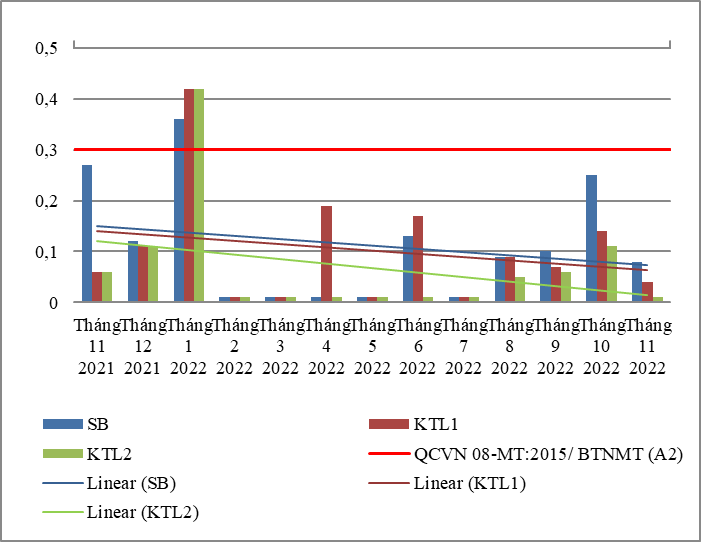 0,5
0,4
0,3
0,2
0,1
0
Tháng Tháng Tháng Tháng Tháng Tháng Tháng Tháng Tháng Tháng Tháng Tháng Tháng
11 12 1 2 3 4 5 6 7 8 9 10 11
2021 2021 2022 2022 2022 2022 2022 2022 2022 2022 2022 2022 2022
SB KTL1
KTL2 QCVN 08-MT:2015/ BTNMT (A2)
Linear (SB) Linear (KTL1)
Linear (KTL2)